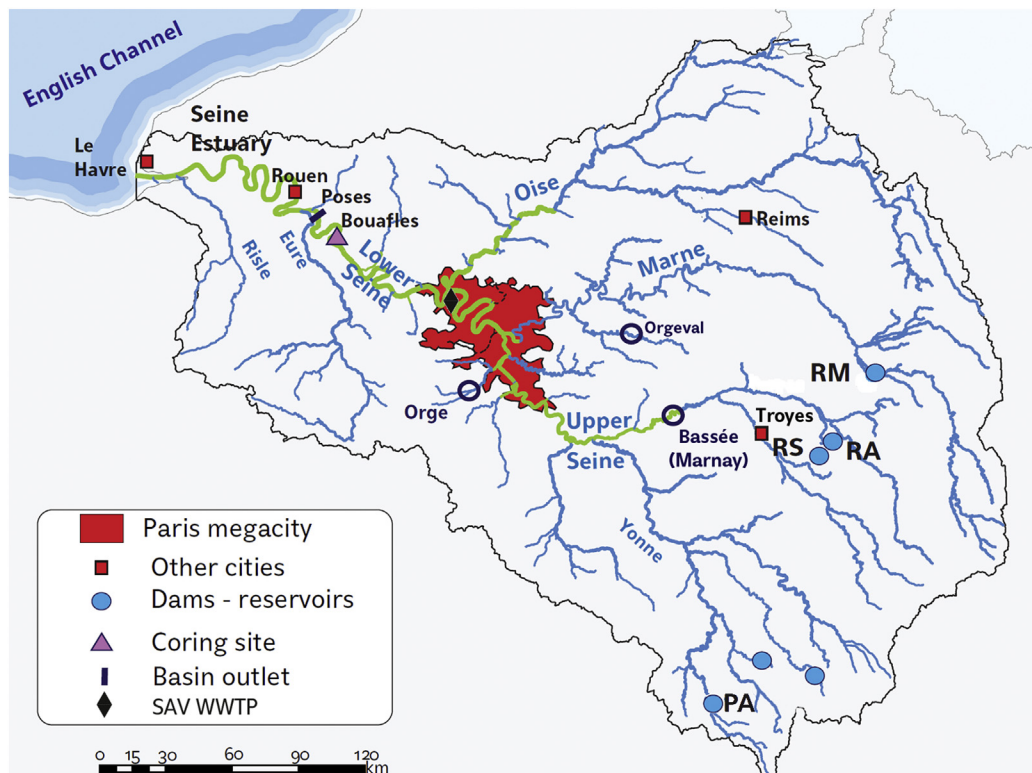 English Channel
Seine
Estuary
Le
Havre
Rouen
Poses
Bouafles
Risle
Eure
Lower
Seine
Oise
Reims
Marne
Orgeval
RM
Orge
Upper
Seine
Bassée
(Marnay)
Troyes
RS
RA
Yonne
PA
Paris megacity
Other cities
Dams - reservoirs
Coring site
Basin outlet
SAV WWTP
0 15 30 60 90 120
km